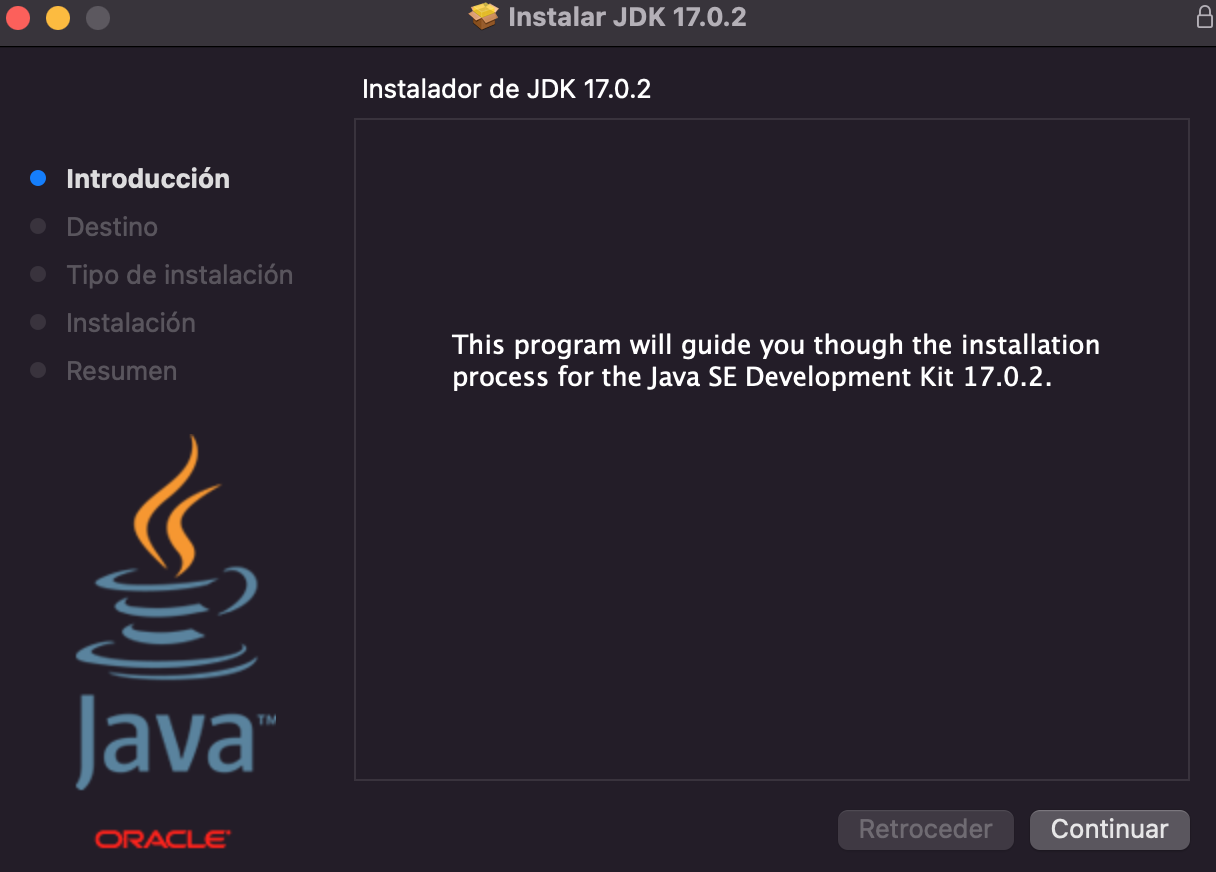 Instalar JDK 17.0.2
Instalador de JDK 17.0.2
Introducción
Destino
Tipo de instalación
Instalación
Resumen
This program will guide you though the installation
process for the Java SE Development Kit 17.0.2.
Java™
ORACLE
Retroceder
Continuar